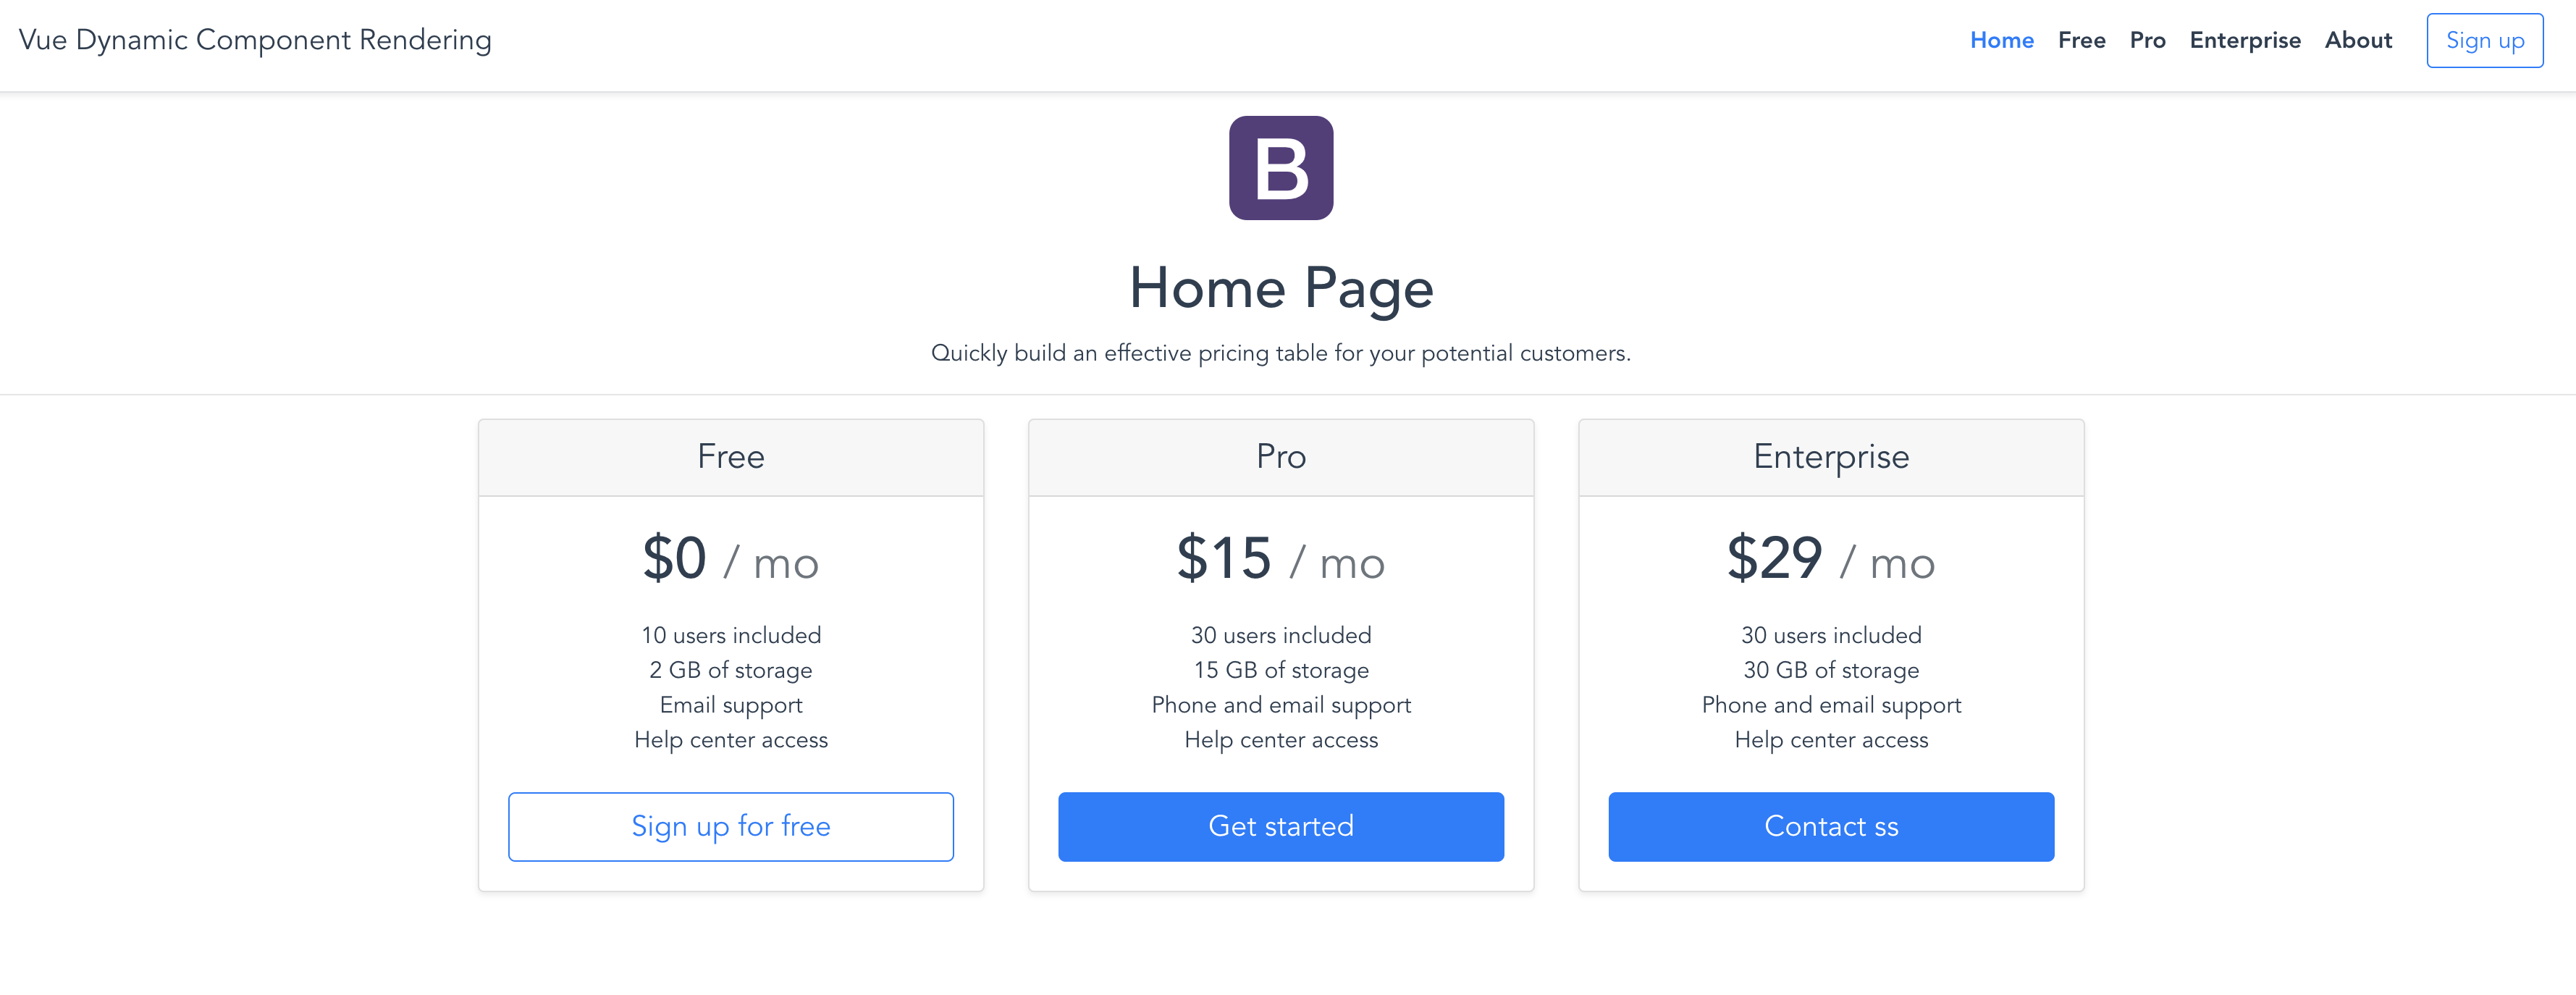 Vue Dynamic Component Rendering
Home Free Pro Enterprise About Sign up
B
Home Page
Quickly build an effective pricing table for your potential customers.
Free
$0 / mo
10 users included
2 GB of storage
Email support
Help center access
Sign up for free
Pro
$15 / mo
30 users included
15 GB of storage
Phone and email support
Help center access
Get started
Enterprise
$29 / mo
30 users included
30 GB of storage
Phone and email support
Help center access
Contact ss